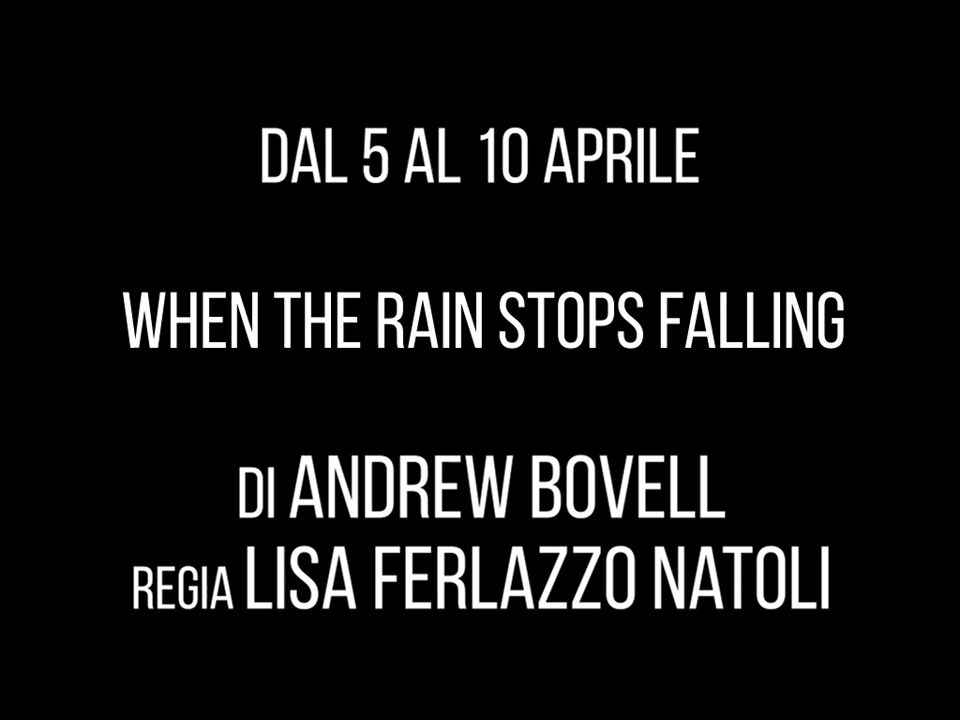 DAL 5 AL 10 APRILE
WHEN THE RAIN STOPS FALLING
DI ANDREW BOVELL
REGIA LISA FERLAZZO NATOLI